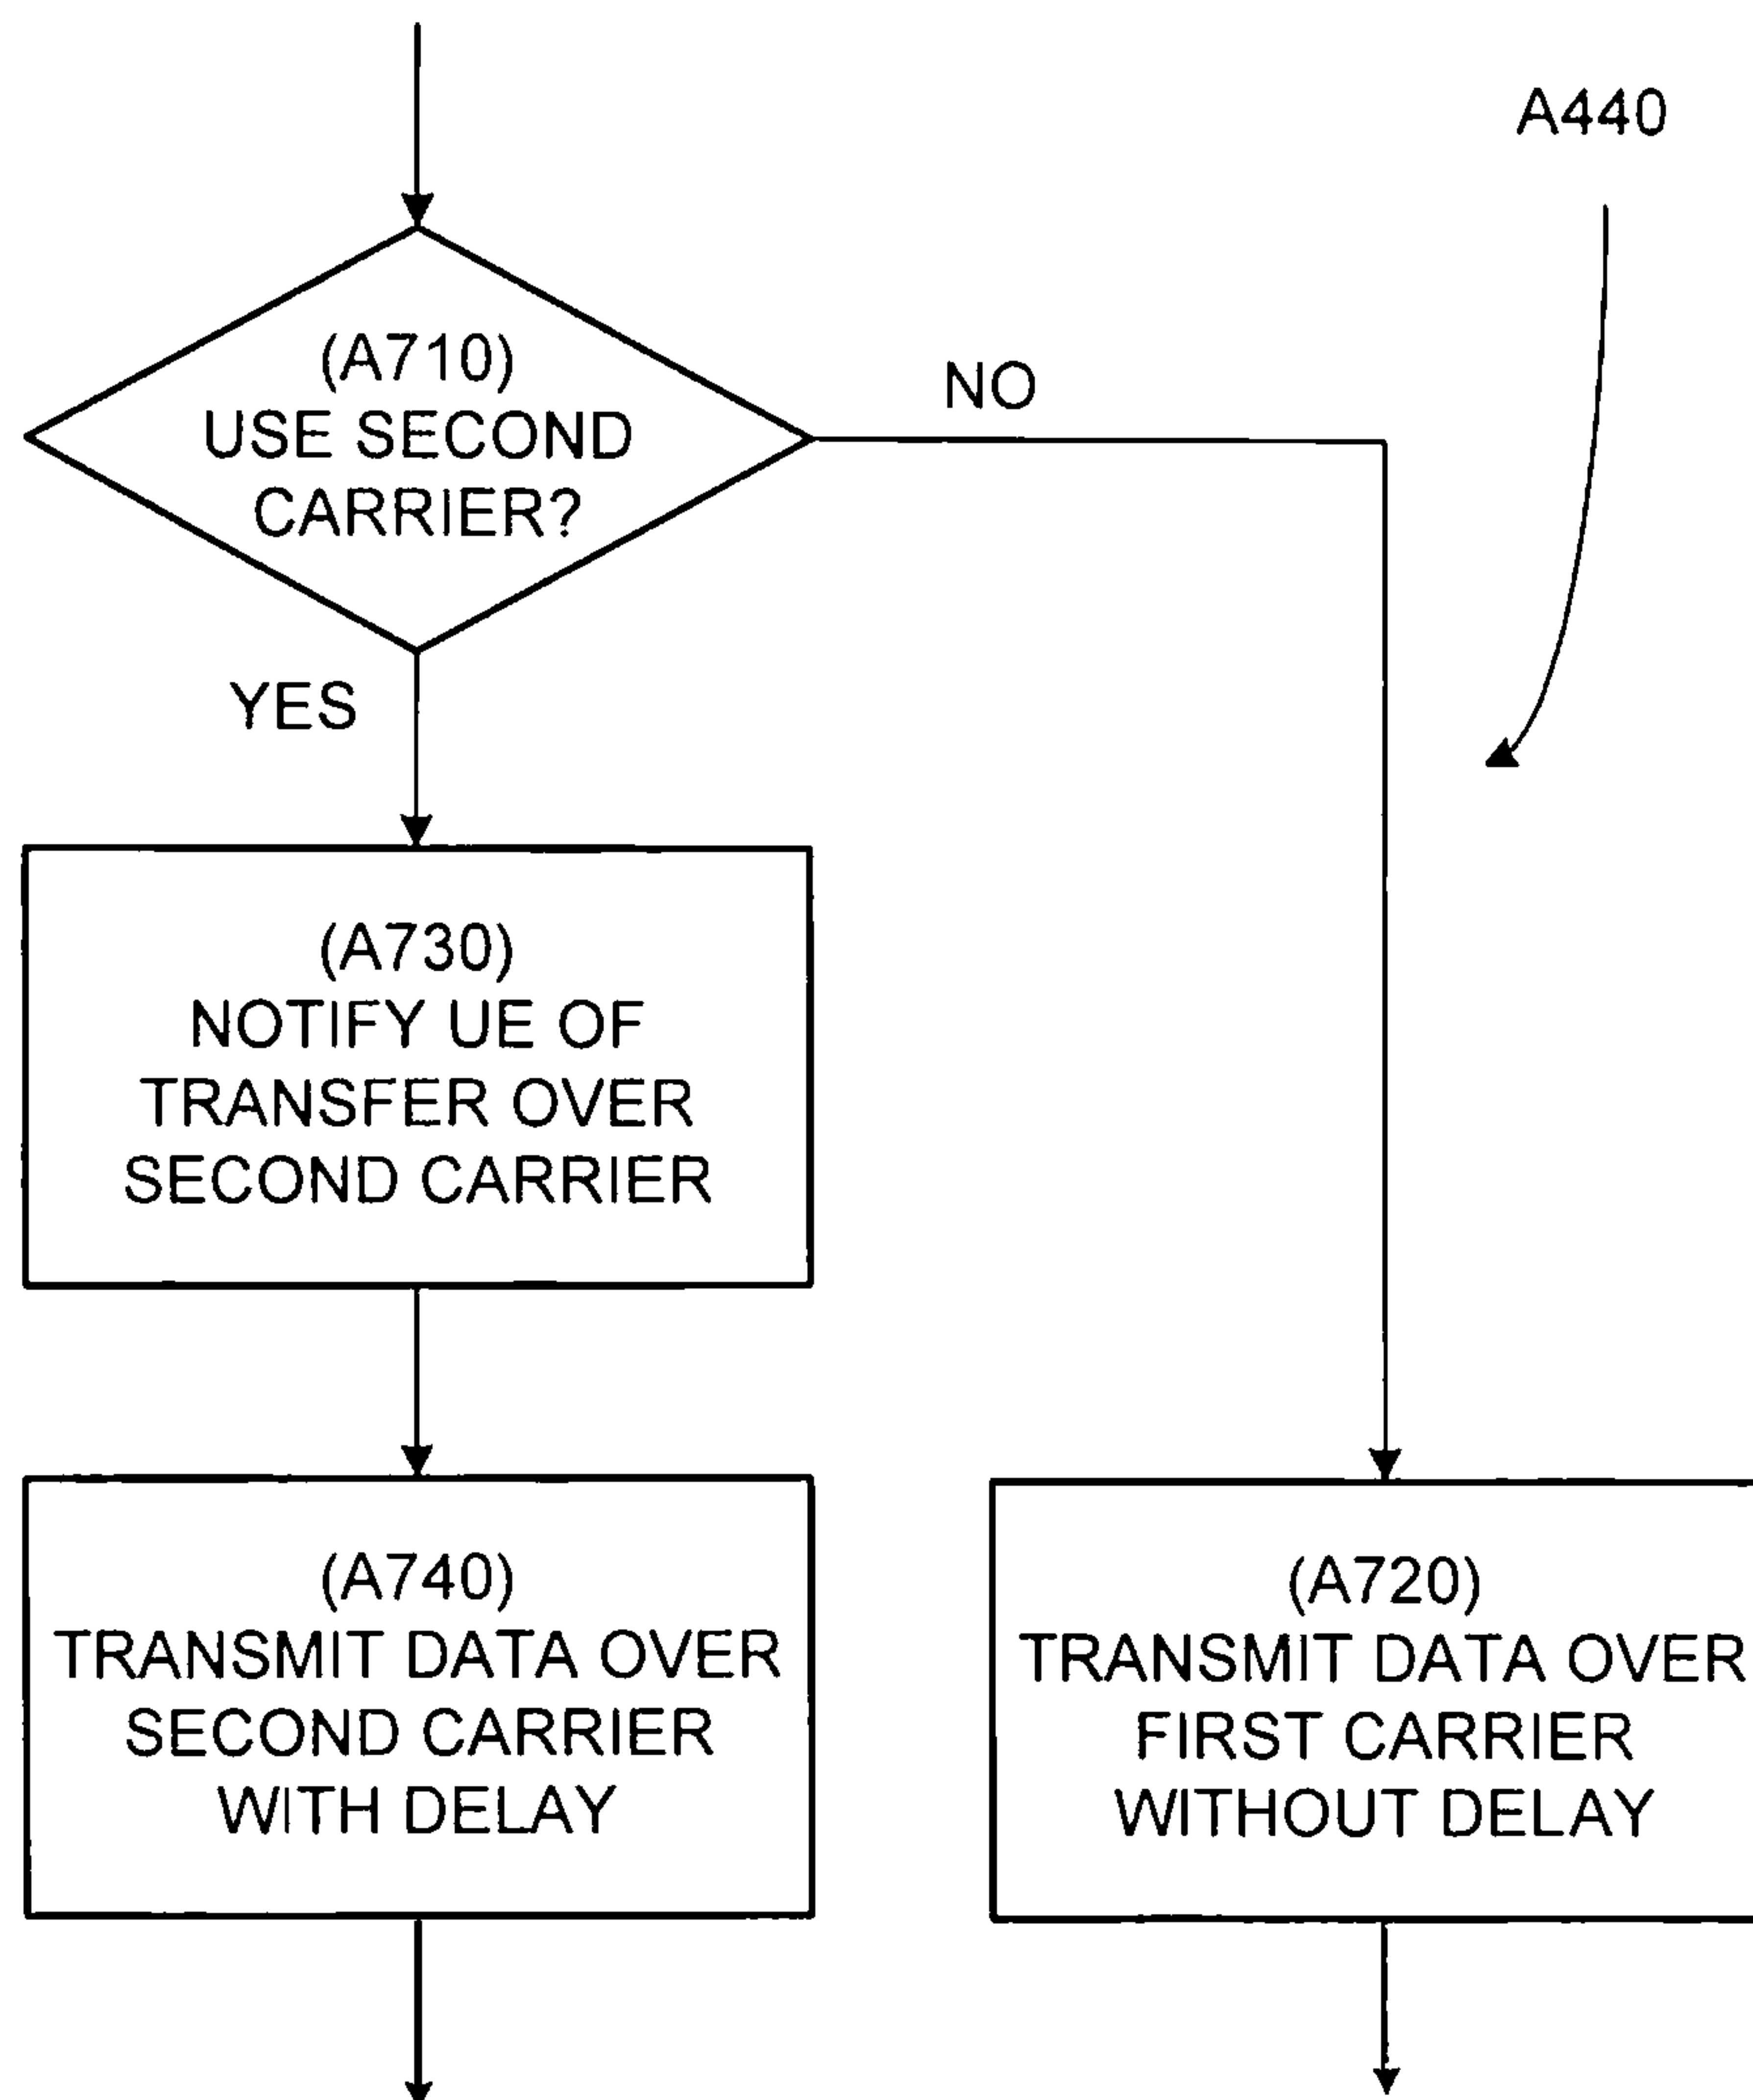 A440
(A710)
USE SECOND
CARRIER?
NO
YES
(A730)
NOTIFY UE OF
TRANSFER OVER
SECOND CARRIER
(A740)
TRANSMIT DATA OVER
SECOND CARRIER
WITH DELAY
(A720)
TRANSMIT DATA OVER
FIRST CARRIER
WITHOUT DELAY